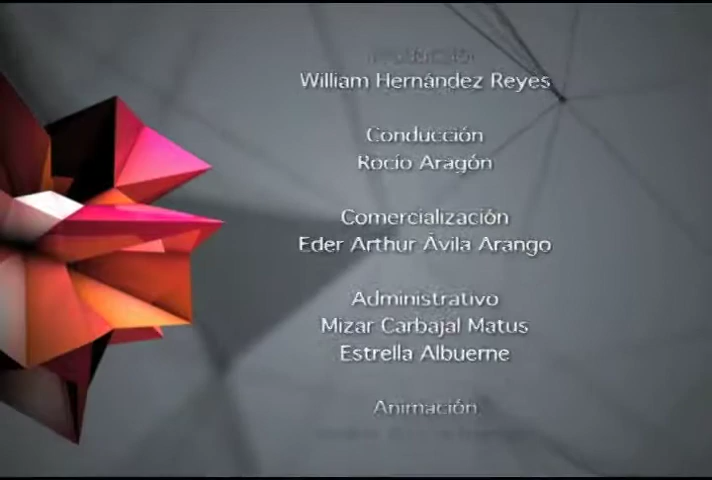 William Hernández Reyes
Conducción
Rocío Aragón
Comercialización
Eder Arthur Ávila Arango
Administrativo
Mizar Carbajal Matus
Estrella Albuerne
Animación